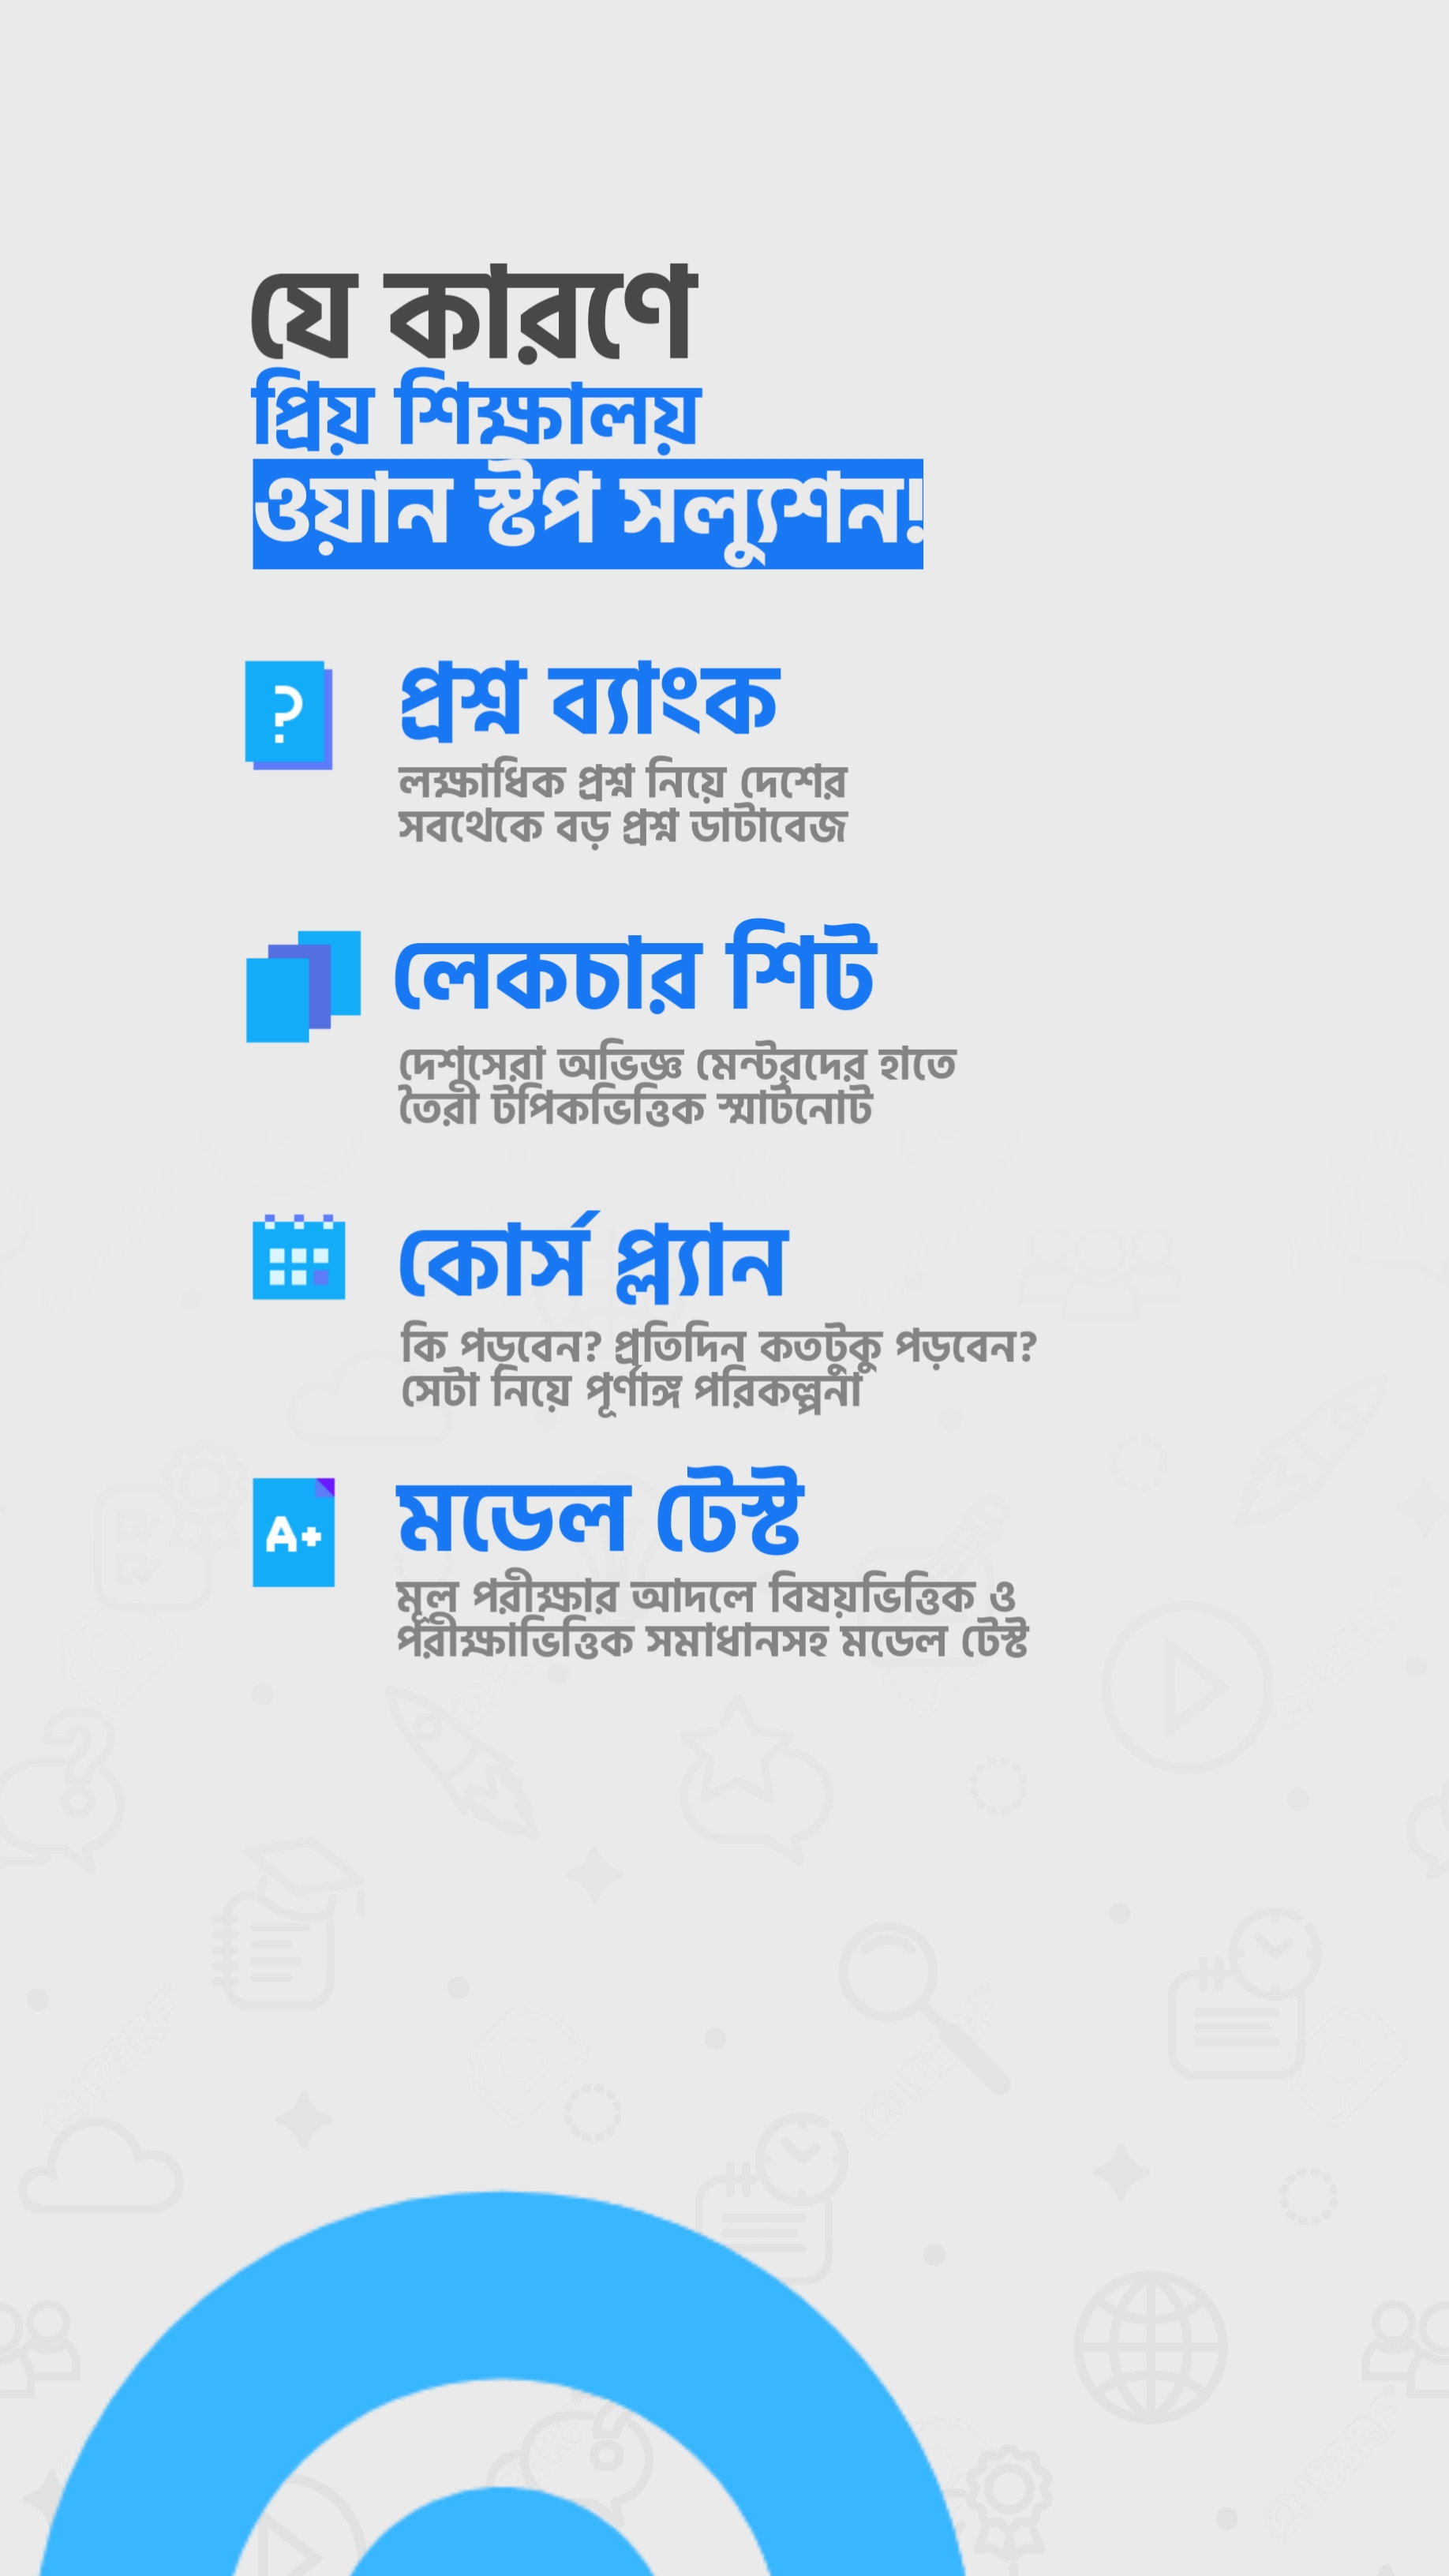 যে কারণে
প্রিয় শিক্ষালয়
ওয়ান স্টপ সল্যুশন!
?
প্রশ্ন ব্যাংক
লক্ষাধিক প্রশ্ন নিয়ে দেশের
সবথেকে বড় প্রশ্ন ডাটাবেজ
লেকচার শিট
দেশসেরা অভিজ্ঞ মেন্টরদের হাতে
তৈরী টপিকভিত্তিক স্মার্টনোট
কোর্স প্ল্যান
কি পড়বেন? প্রতিদিন কতটুকু পড়বেন?
সেটা নিয়ে পূর্ণাঙ্গ পরিকল্পনা
A+
মডেল টেস্ট
মূল পরীক্ষার আদলে বিষয়ভিত্তিক ও
পরীক্ষাভিত্তিক সমাধানসহ মডেল টেস্ট